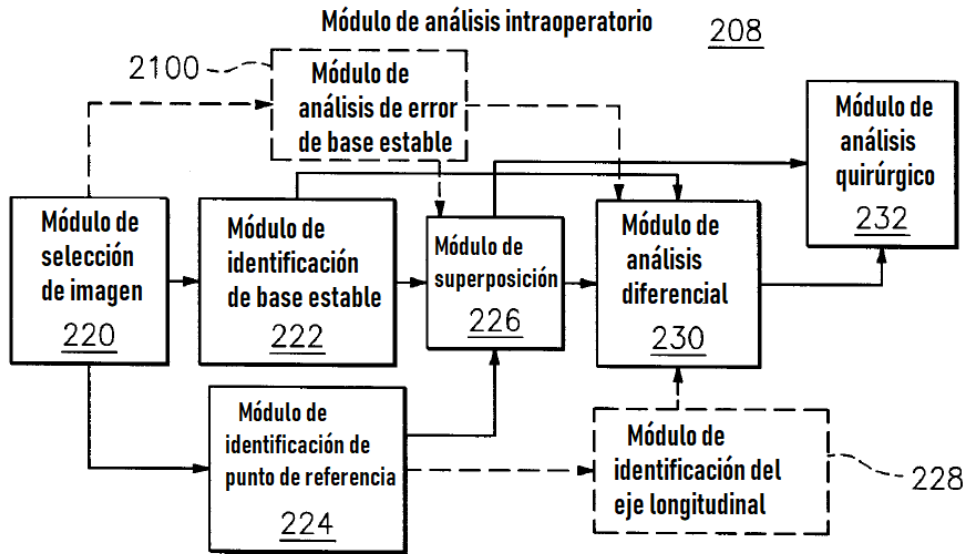 Módulo de análisis intraoperatorio
208
2100
Módulo de
análisis de error
de base estable
Módulo de
análisis
quirúrgico
232
Módulo de
selección
de imagen
220
Módulo de
identificación
de base estable
222
Módulo de
superposición
226
Módulo de
análisis
diferencial
230
Módulo de
identificación de
punto de referencia
224
Módulo de
identificación del
eje longitudinal
228